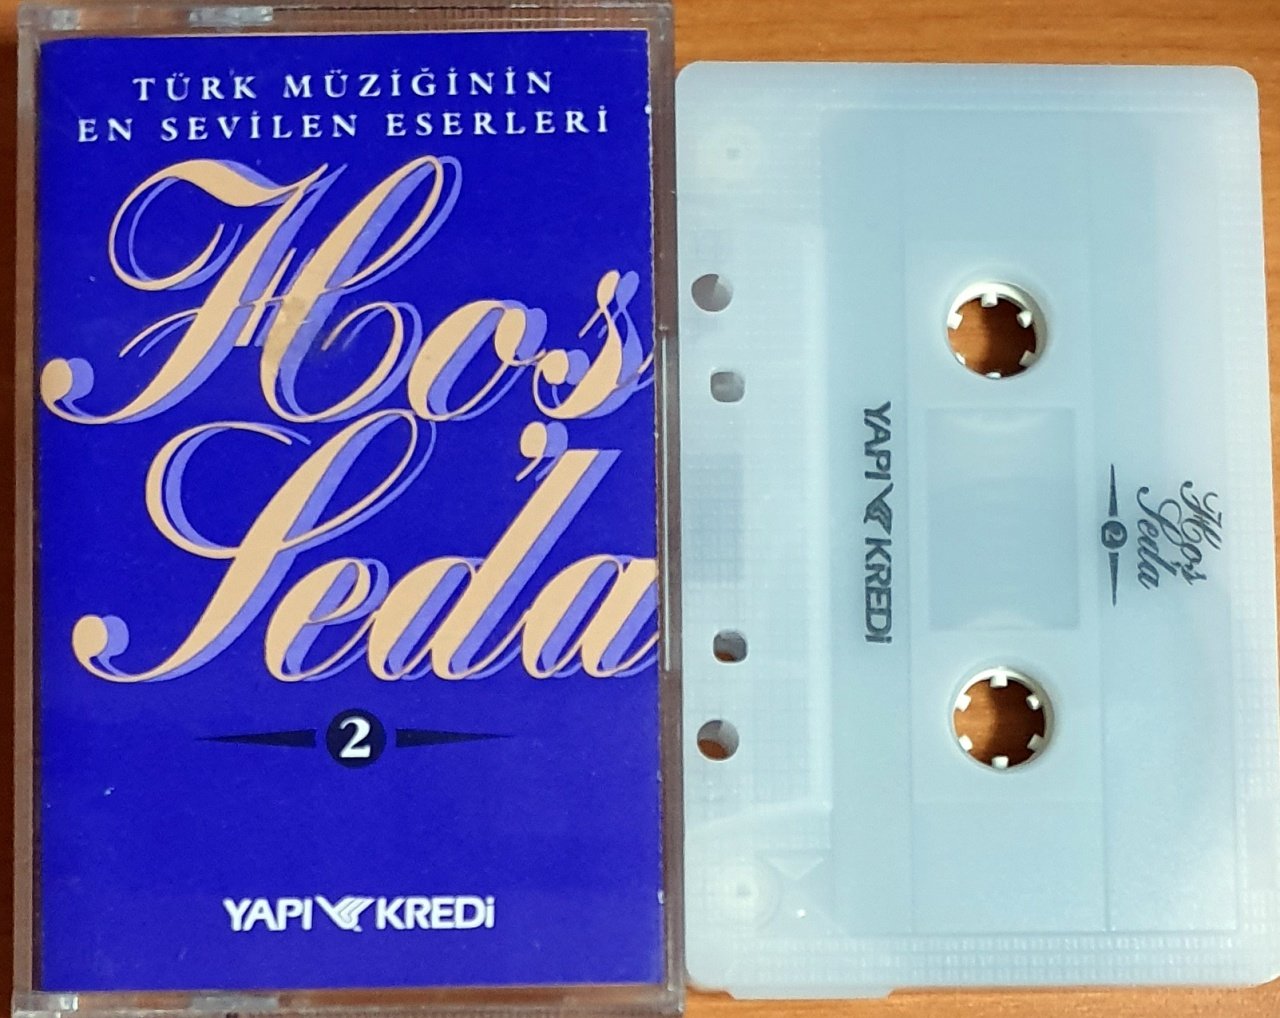 TÜRK MÜZİĞİNİN
EN SEVİLEN ESERLERİ
Hoş
Seda
2
YAPI KREDİ
Hoş
Seda
2
YAPI KREDİ